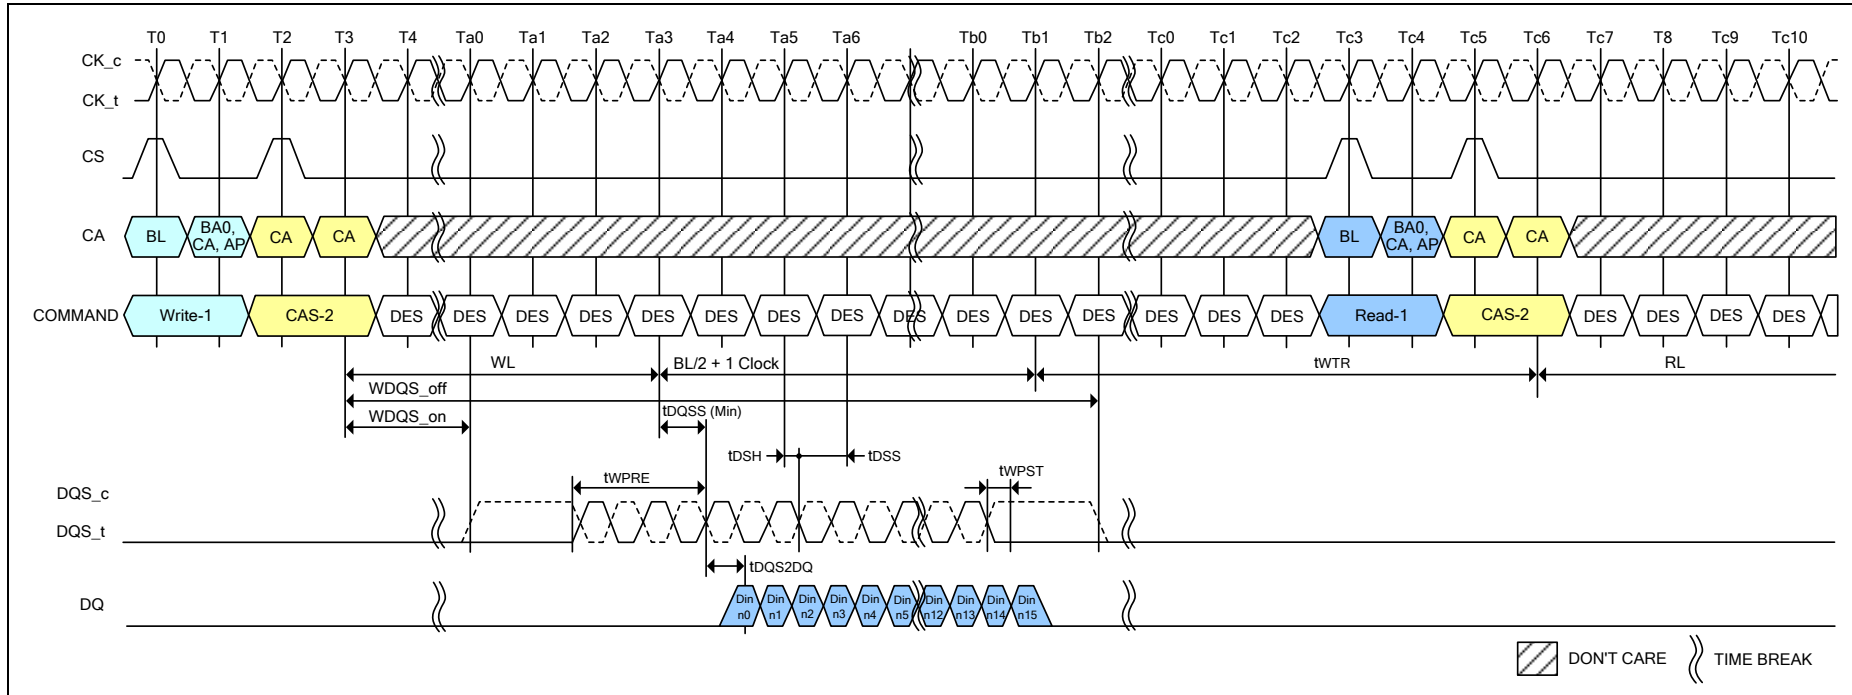 T0 T1 T2 T3 T4 Ta0 Ta1 Ta2 Ta3 Ta4 Ta5 Ta6 Tb0 Tb1 Tb2 Tc0 Tc1 Tc2 Tc3 Tc4 Tc5 Tc6 Tc7 T8 Tc9 Tc10
CK_c
CK_t
CS
CA
BL
BA0,
CA, AP
CA
CA
BL
BA0,
CA, AP
CA
CA
COMMAND
Write-1
CAS-2
DES DES DES DES DES DES DES DES DES DES DES DES DES DES DES
Read-1
CAS-2
DES DES DES DES
WL
BL/2 + 1 Clock
tWTR
RL
WDQS_off
WDQS_on
tDQSS (Min)
tDSH
tDSS
tWPRE
tWPST
DQS_c
DQS_t
tDQS2DQ
DQ
Din
n0
Din
n1
Din
n2
Din
n3
Din
n4
Din
n5
Din
n12
Din
n13
Din
n14
Din
n15
DON'T CARE
TIME BREAK